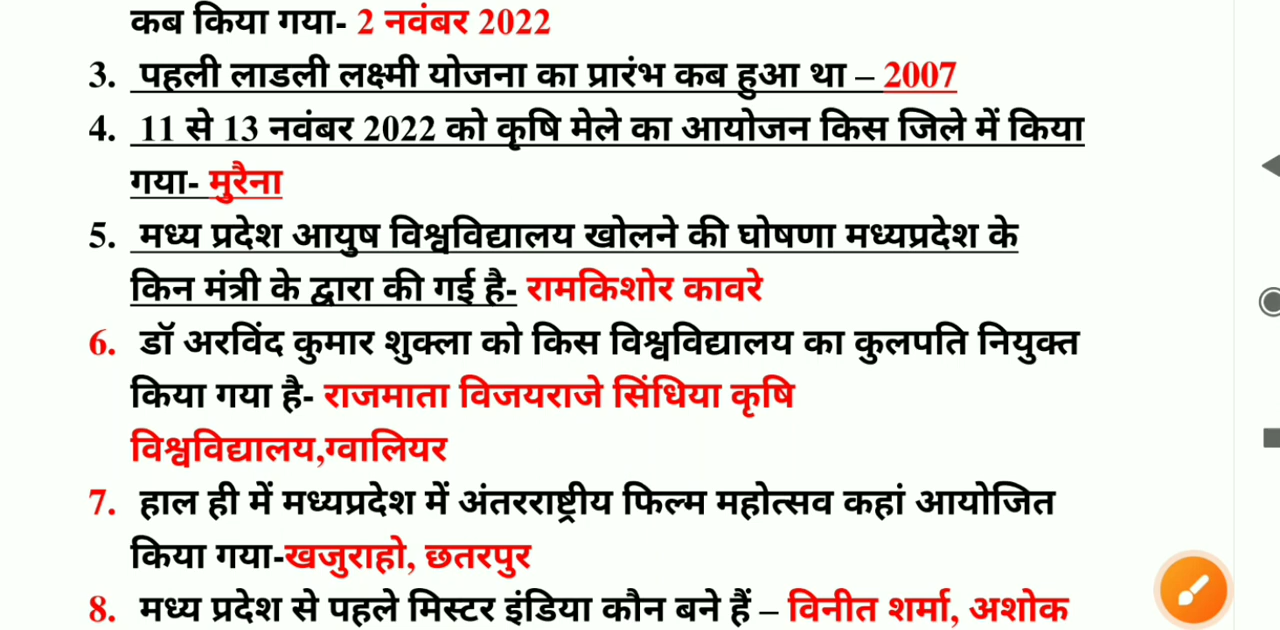 कब किया गया- 2 नवंबर 2022
3. पहली लाडली लक्ष्मी योजना का प्रारंभ कब हुआ था – 2007
4. 11 से 13 नवंबर 2022 को कृषि मेले का आयोजन किस जिले में किया
गया- मुरैना
5. मध्य प्रदेश आयुष विश्वविद्यालय खोलने की घोषणा मध्यप्रदेश के
किन मंत्री के द्वारा की गई है- रामकिशोर कावरे
6. डॉ अरविंद कुमार शुक्ला को किस विश्वविद्यालय का कुलपति नियुक्त
किया गया है- राजमाता विजयराजे सिंधिया कृषि
विश्वविद्यालय,ग्वालियर
7. हाल ही में मध्यप्रदेश में अंतरराष्ट्रीय फिल्म महोत्सव कहां आयोजित
किया गया-खजुराहो, छतरपुर
8. मध्य प्रदेश से पहले मिस्टर इंडिया कौन बने हैं – विनीत शर्मा, अशोक